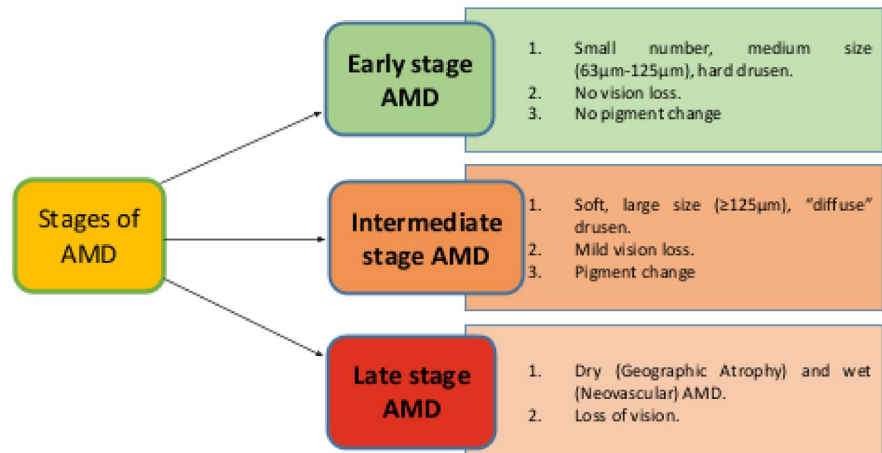 Stages of
AMD
Early stage
AMD
1. Small number, medium size
(63µm-125µm), hard drusen.
2. No vision loss.
3. No pigment change
Intermediate
stage AMD
1. Soft, large size (≥125µm), "diffuse"
drusen.
2. Mild vision loss.
3. Pigment change
Late stage
AMD
1. Dry (Geographic Atrophy) and wet
(Neovascular) AMD.
2. Loss of vision.